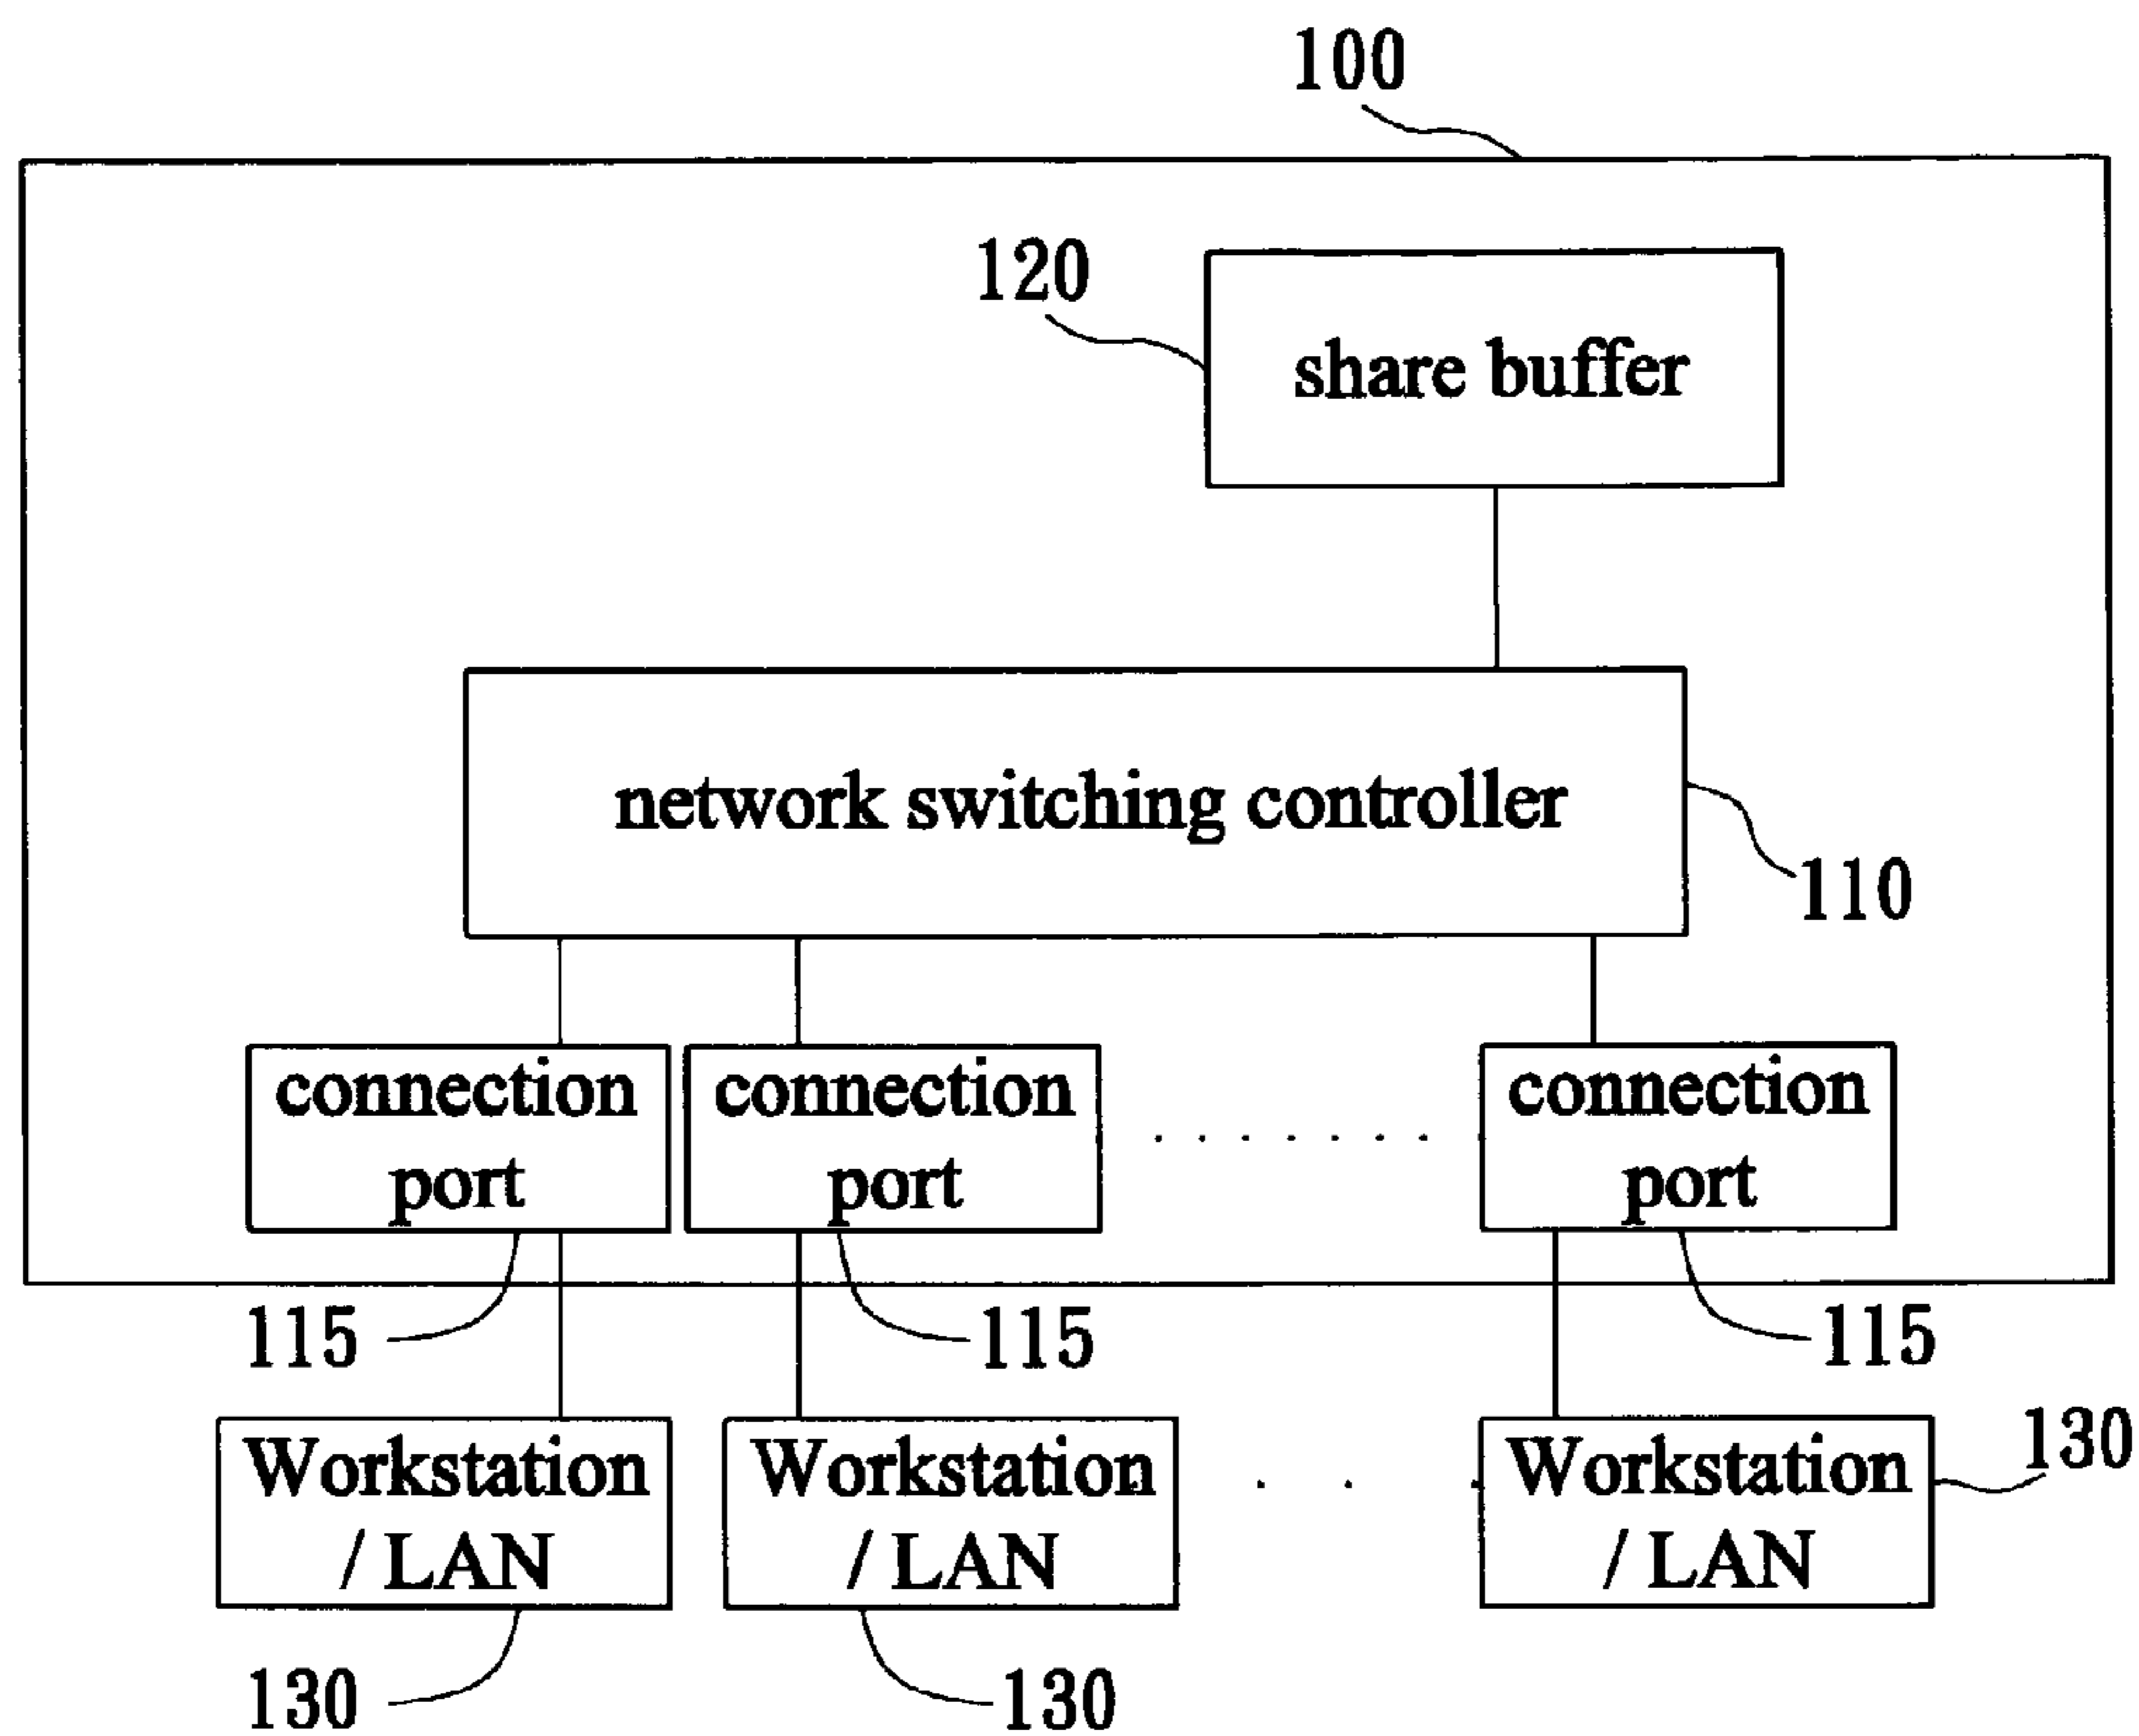 100
120
share buffer
network switching controller
110
connection
port
connection
port
connection
port
115
115
115
Workstation
/ LAN
Workstation
/ LAN
Workstation
/ LAN
130
130
130